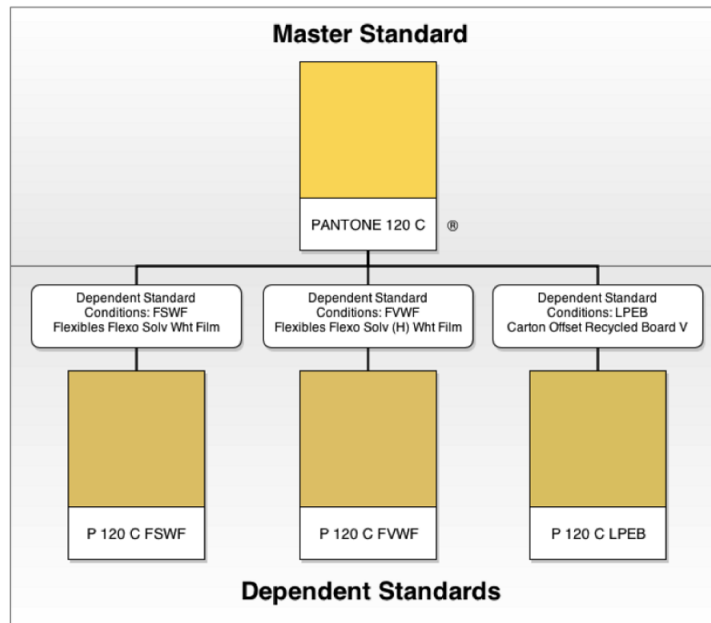 Master Standard
PANTONE 120 C ®
Dependent Standard
Conditions: FSWF
Flexibles Flexo Solv Wht Film
Dependent Standard
Conditions: FVWF
Flexibles Flexo Solv (H) Wht Film
Dependent Standard
Conditions: LPEB
Carton Offset Recycled Board V
P 120 C FSWF
P 120 C FVWF
P 120 C LPEB
Dependent Standards